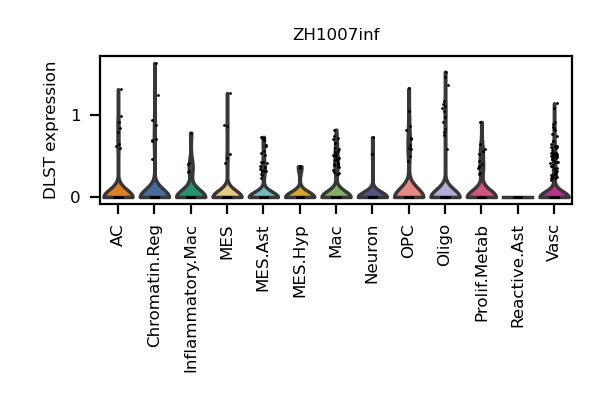 ZH1007inf
DLST expression
1
0
AC
Chromatin.Reg
Inflammatory.Mac
MES
MES.Ast
MES.Hyp
Mac
Neuron
OPC
Oligo
Prolif.Metab
Reactive.Ast
Vasc